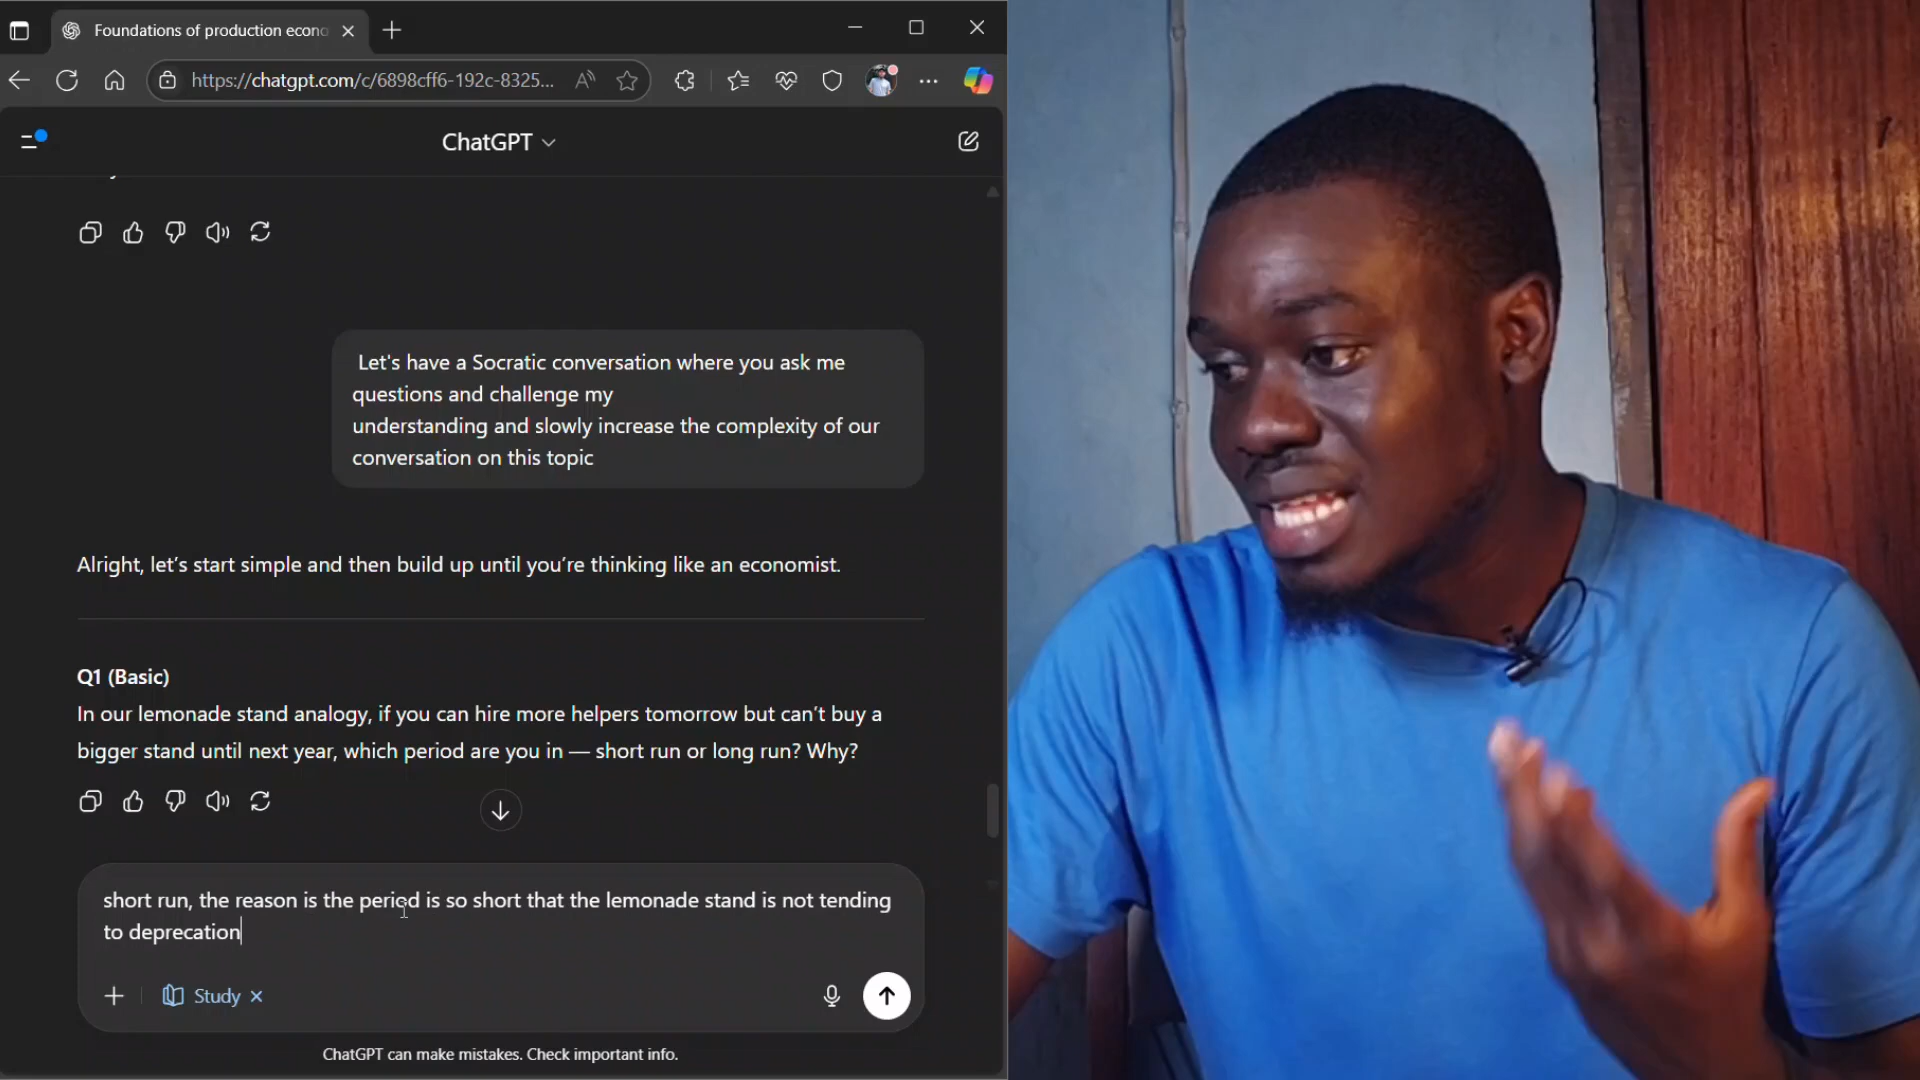 Foundations of production econo
https://chatgpt.com/c/6898cff6-192c-8325...
ChatGPT
Let's have a Socratic conversation where you ask me
questions and challenge my
understanding and slowly increase the complexity of our
conversation on this topic
Alright, let’s start simple and then build up until you’re thinking like an economist.
Q1 (Basic)
In our lemonade stand analogy, if you can hire more helpers tomorrow but can’t buy a
bigger stand until next year, which period are you in — short run or long run? Why?
short run, the reason is the period is so short that the lemonade stand is not tending
to deprecation
Study
ChatGPT can make mistakes. Check important info.